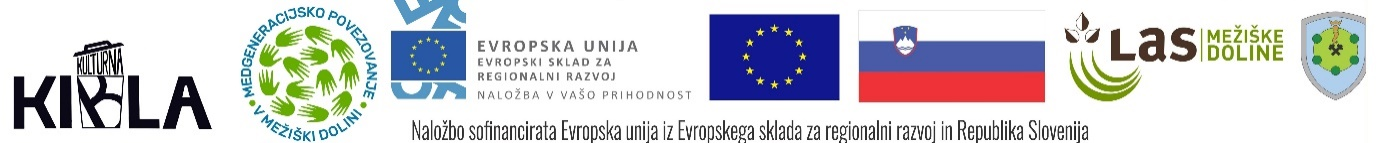 KULTURNA
KIBLA
MEDGENERACIJSKO POVEZOVANJE
V MEŽIŠKI DOLINI
EVROPSKA UNIJA
EVROPSKI SKLAD ZA
REGIONALNI RAZVOJ
NALOŽBA V VAŠO PRIHODNOST
Las MEŽIŠKE
DOLINE
Naložbo sofinancirata Evropska unija iz Evropskega sklada za regionalni razvoj in Republika Slovenija